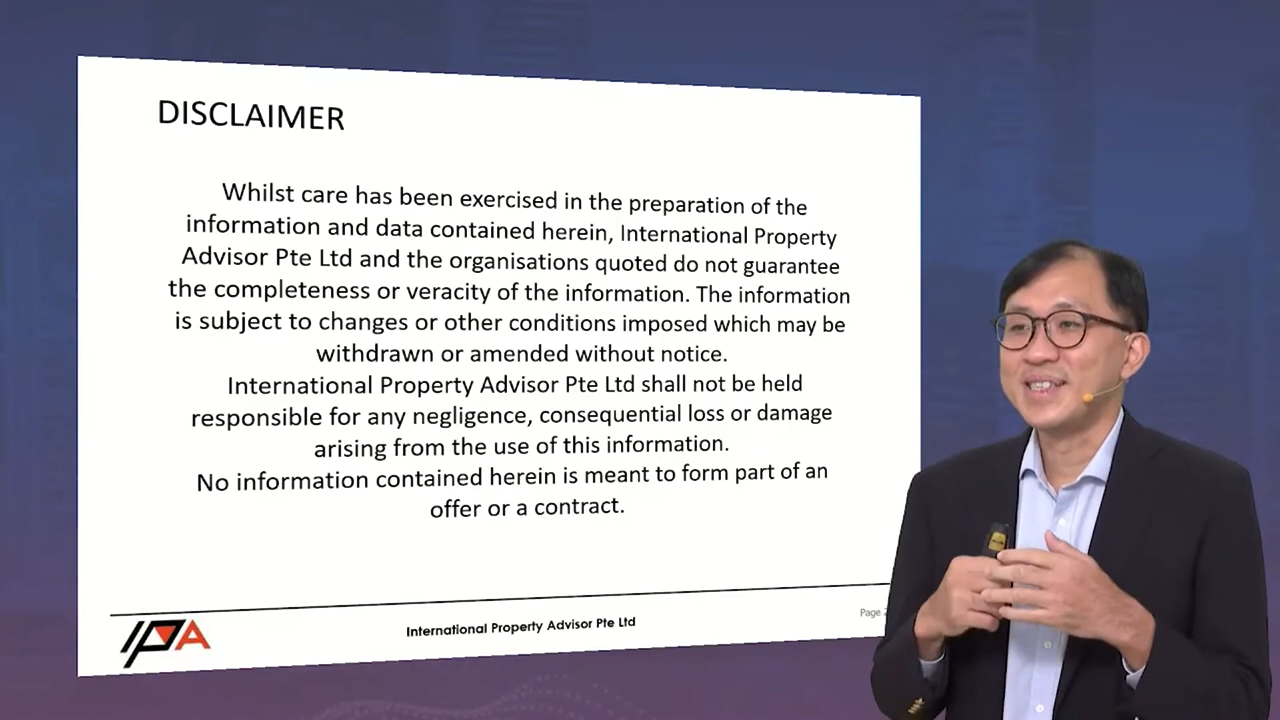 DISCLAIMER
Whilst care has been exercised in the preparation of the
information and data contained herein, International Property
Advisor Pte Ltd and the organisations quoted do not guarantee
the completeness or veracity of the information. The information
is subject to changes or other conditions imposed which may be
withdrawn or amended without notice.
International Property Advisor Pte Ltd shall not be held
responsible for any negligence, consequential loss or damage
arising from the use of this information.
No information contained herein is meant to form part of an
offer or a contract.
IPA
International Property Advisor Pte Ltd
Page